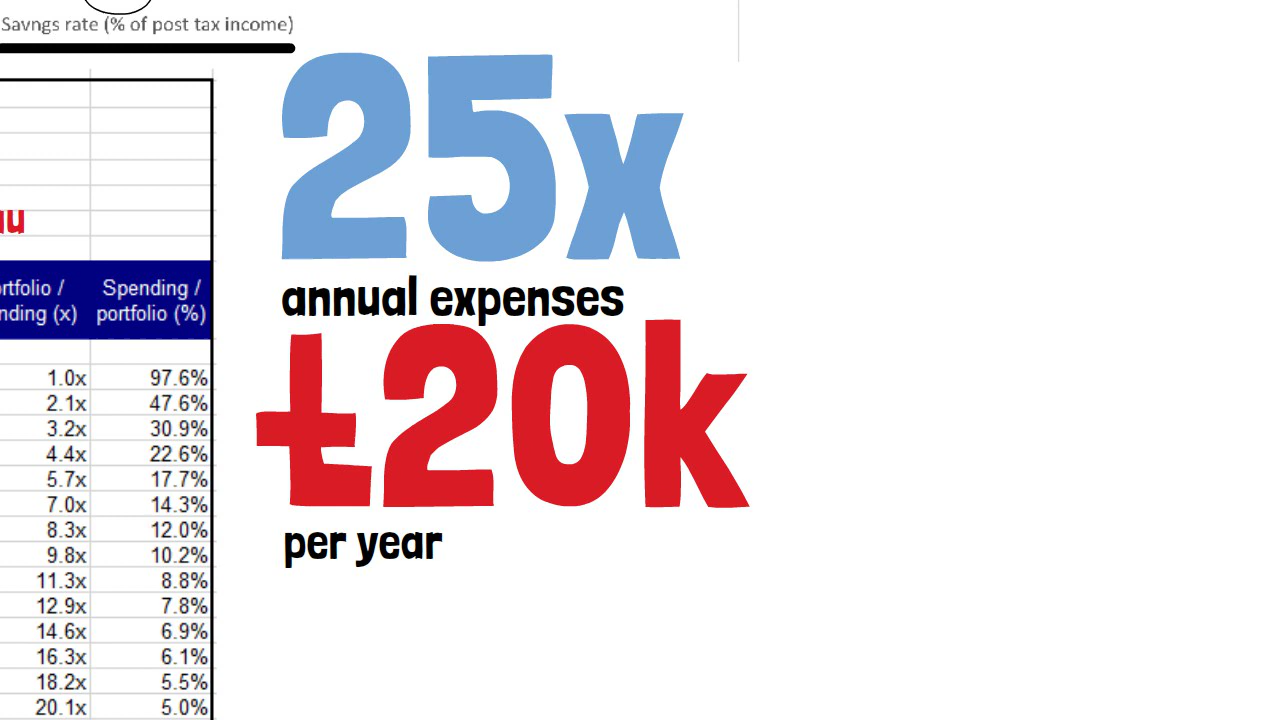 Savngs rate (% of post tax income)
25x
annual expenses
£20k
per year
Spending /
nding (x) portfolio (%)
1.0x 97.6%
2.1x 47.6%
3.2x 30.9%
4.4x 22.6%
5.7x 17.7%
7.0x 14.3%
8.3x 12.0%
9.8x 10.2%
11.3x 8.8%
12.9x 7.8%
14.6x 6.9%
16.3x 6.1%
18.2x 5.5%
20.1x 5.0%